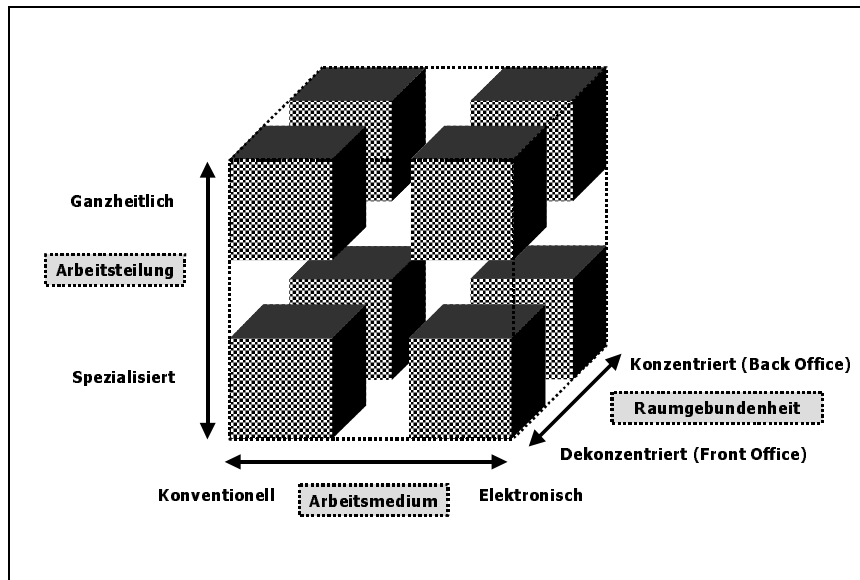 Ganzheitlich
Arbeitsteilung
Spezialisiert
Konzentriert (Back Office)
Raumgebundenheit
Dekonzentriert (Front Office)
Konventionell
Arbeitsmedium
Elektronisch